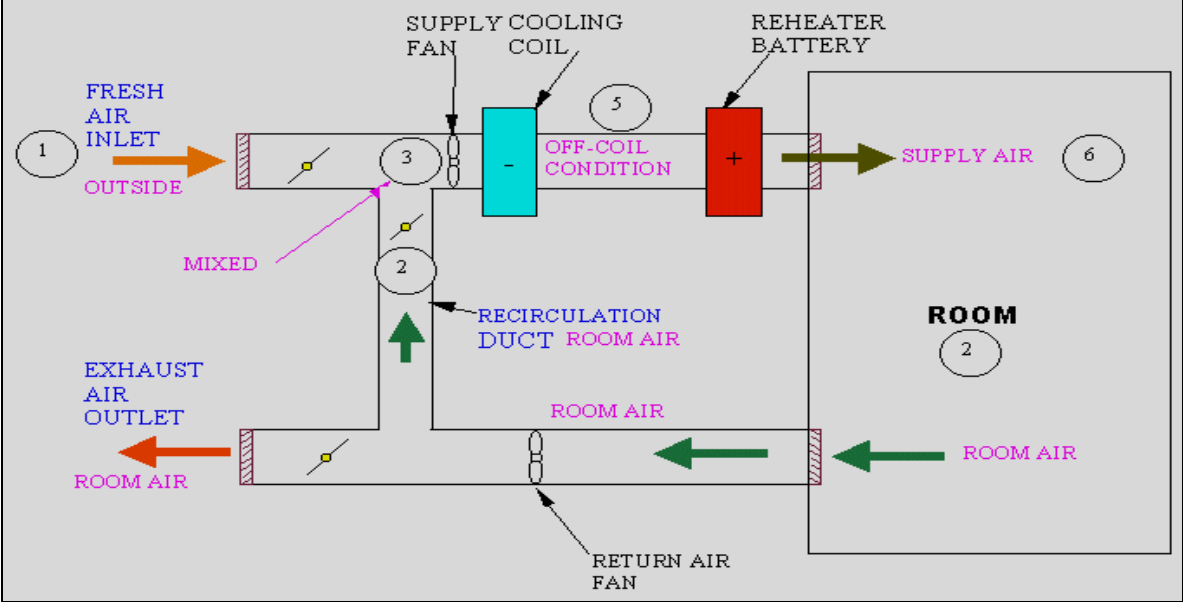 SUPPLY COOLING
FAN COIL
REHEATER
BATTERY
FRESH
AIR
INLET
1
OUTSIDE
3
5
-
OFF-COIL
CONDITION
+
SUPPLY AIR
6
MIXED
2
RECIRCULATION
DUCT ROOM AIR
ROOM
2
EXHAUST
AIR
OUTLET
ROOM AIR
ROOM AIR
ROOM AIR
RETURN AIR
FAN